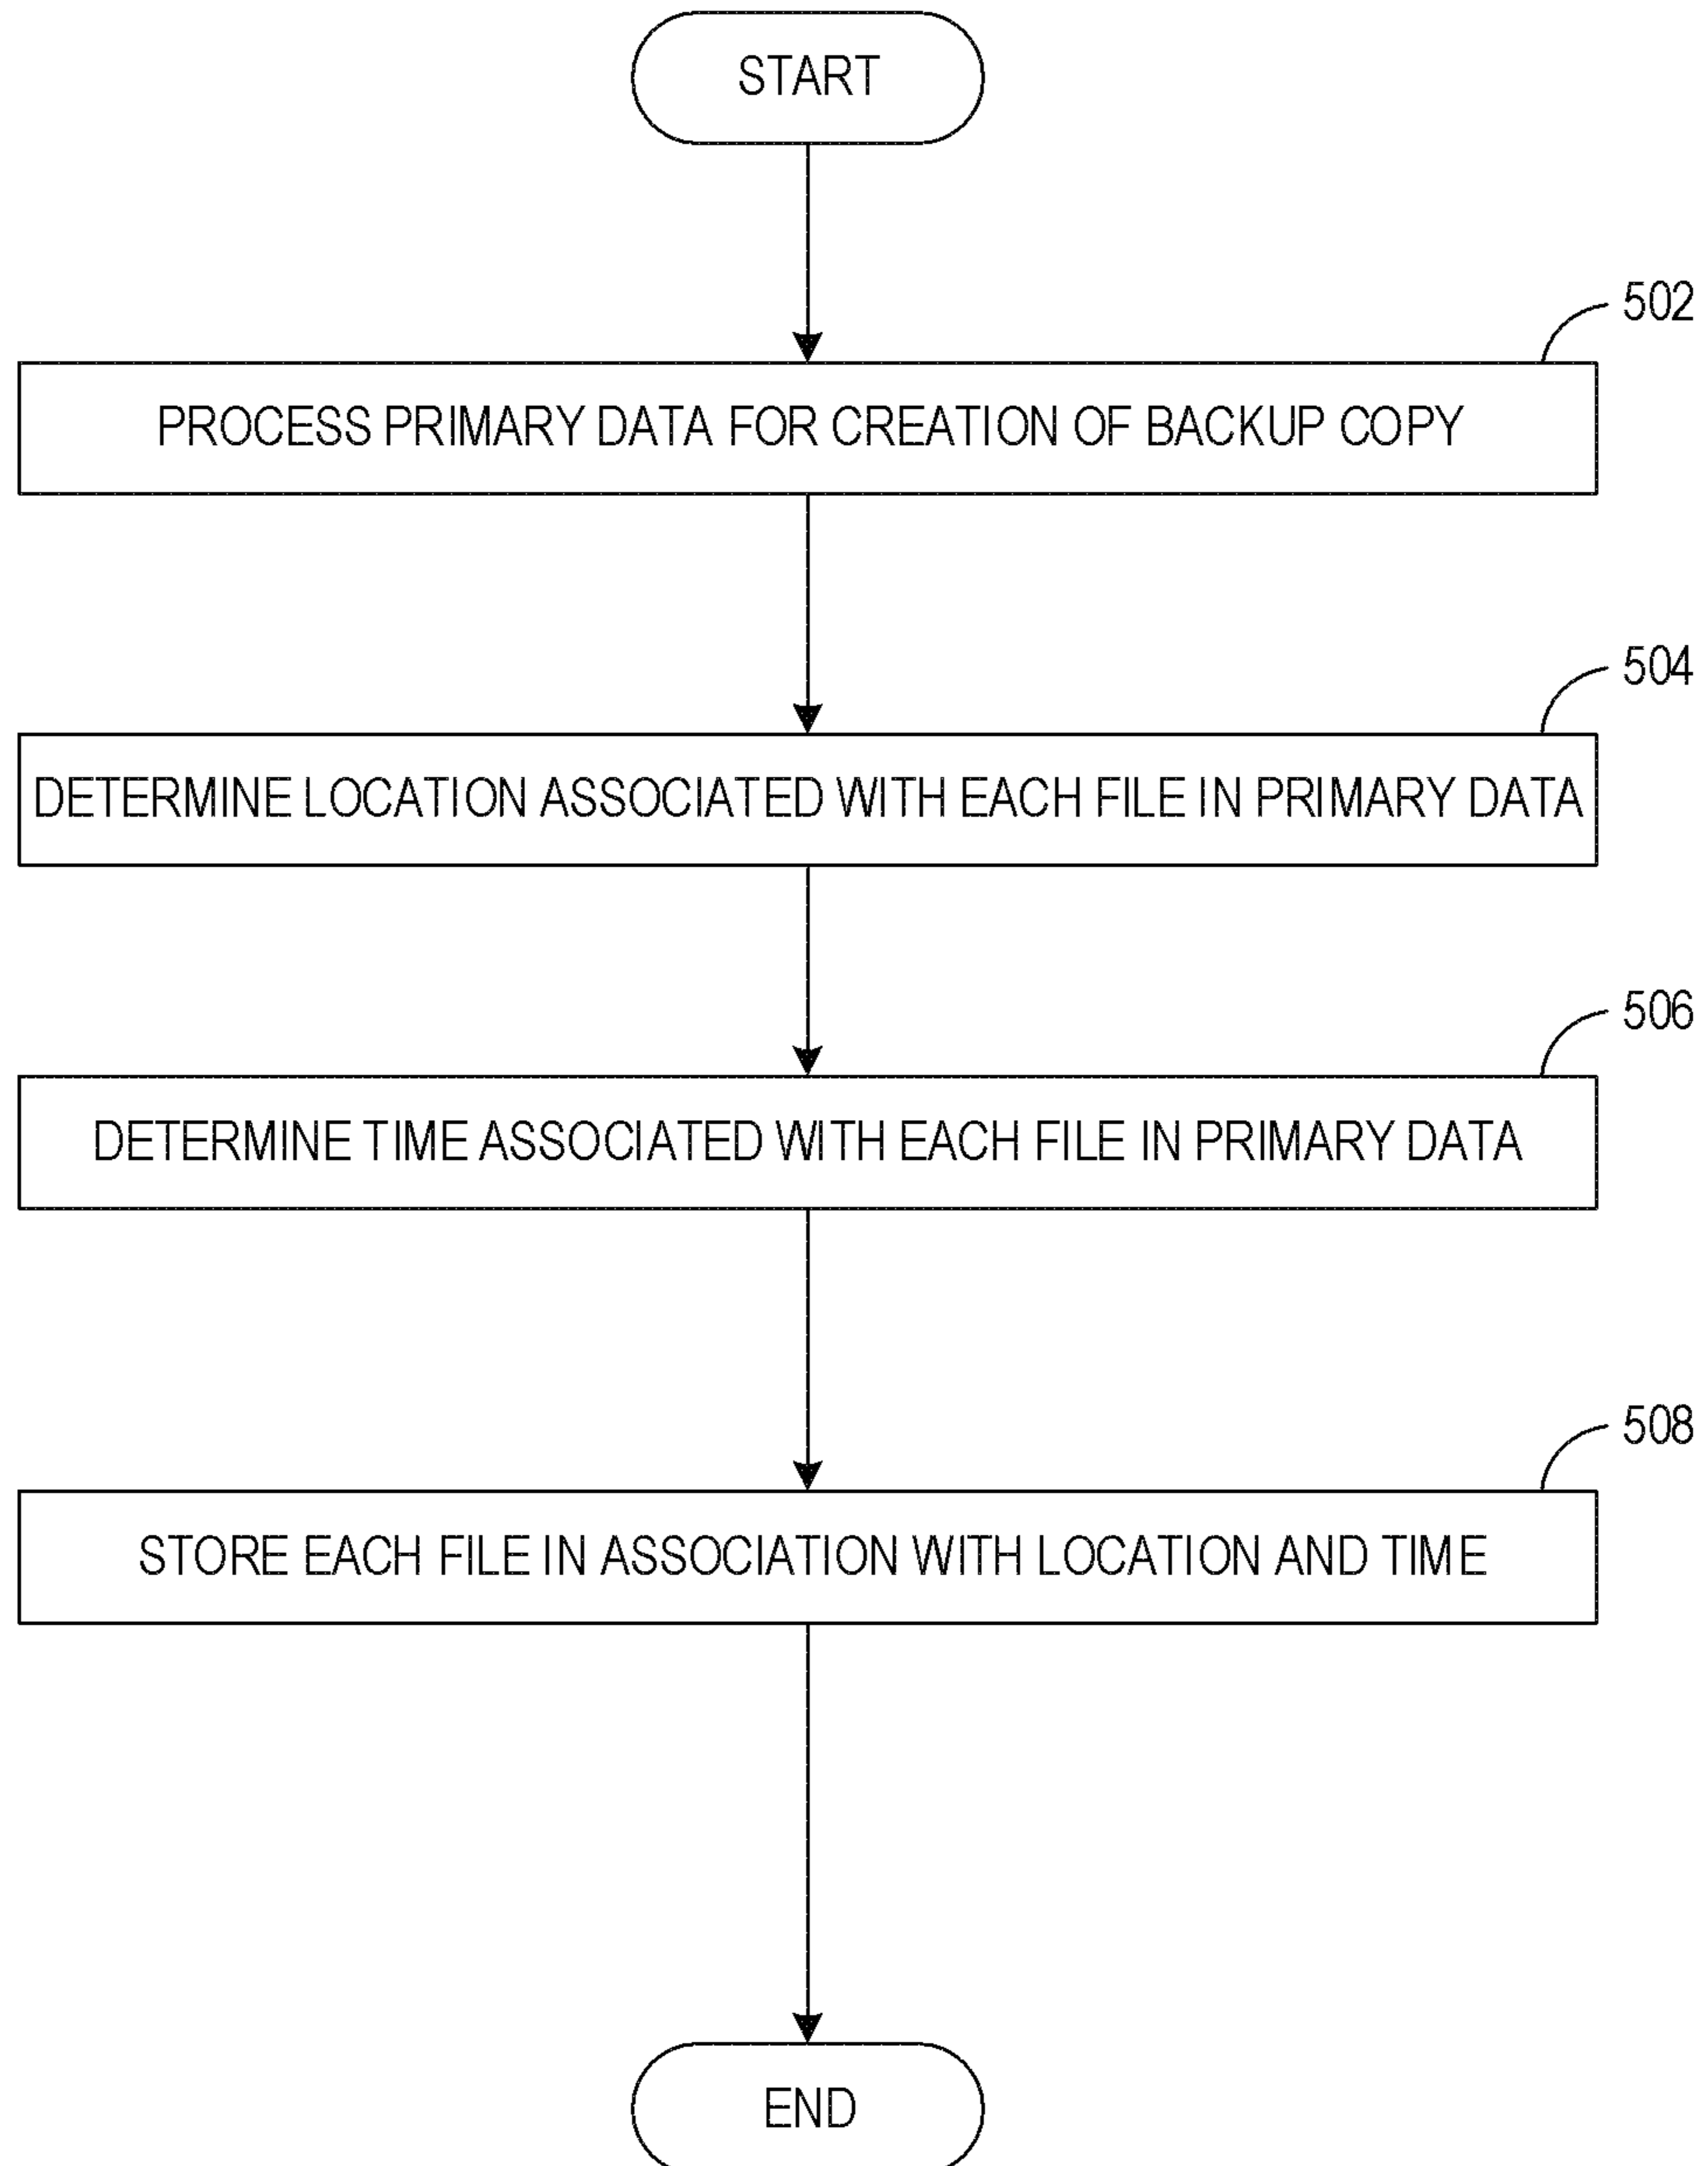 START
502
PROCESS PRIMARY DATA FOR CREATION OF BACKUP COPY
504
DETERMINE LOCATION ASSOCIATED WITH EACH FILE IN PRIMARY DATA
506
DETERMINE TIME ASSOCIATED WITH EACH FILE IN PRIMARY DATA
508
STORE EACH FILE IN ASSOCIATION WITH LOCATION AND TIME
END